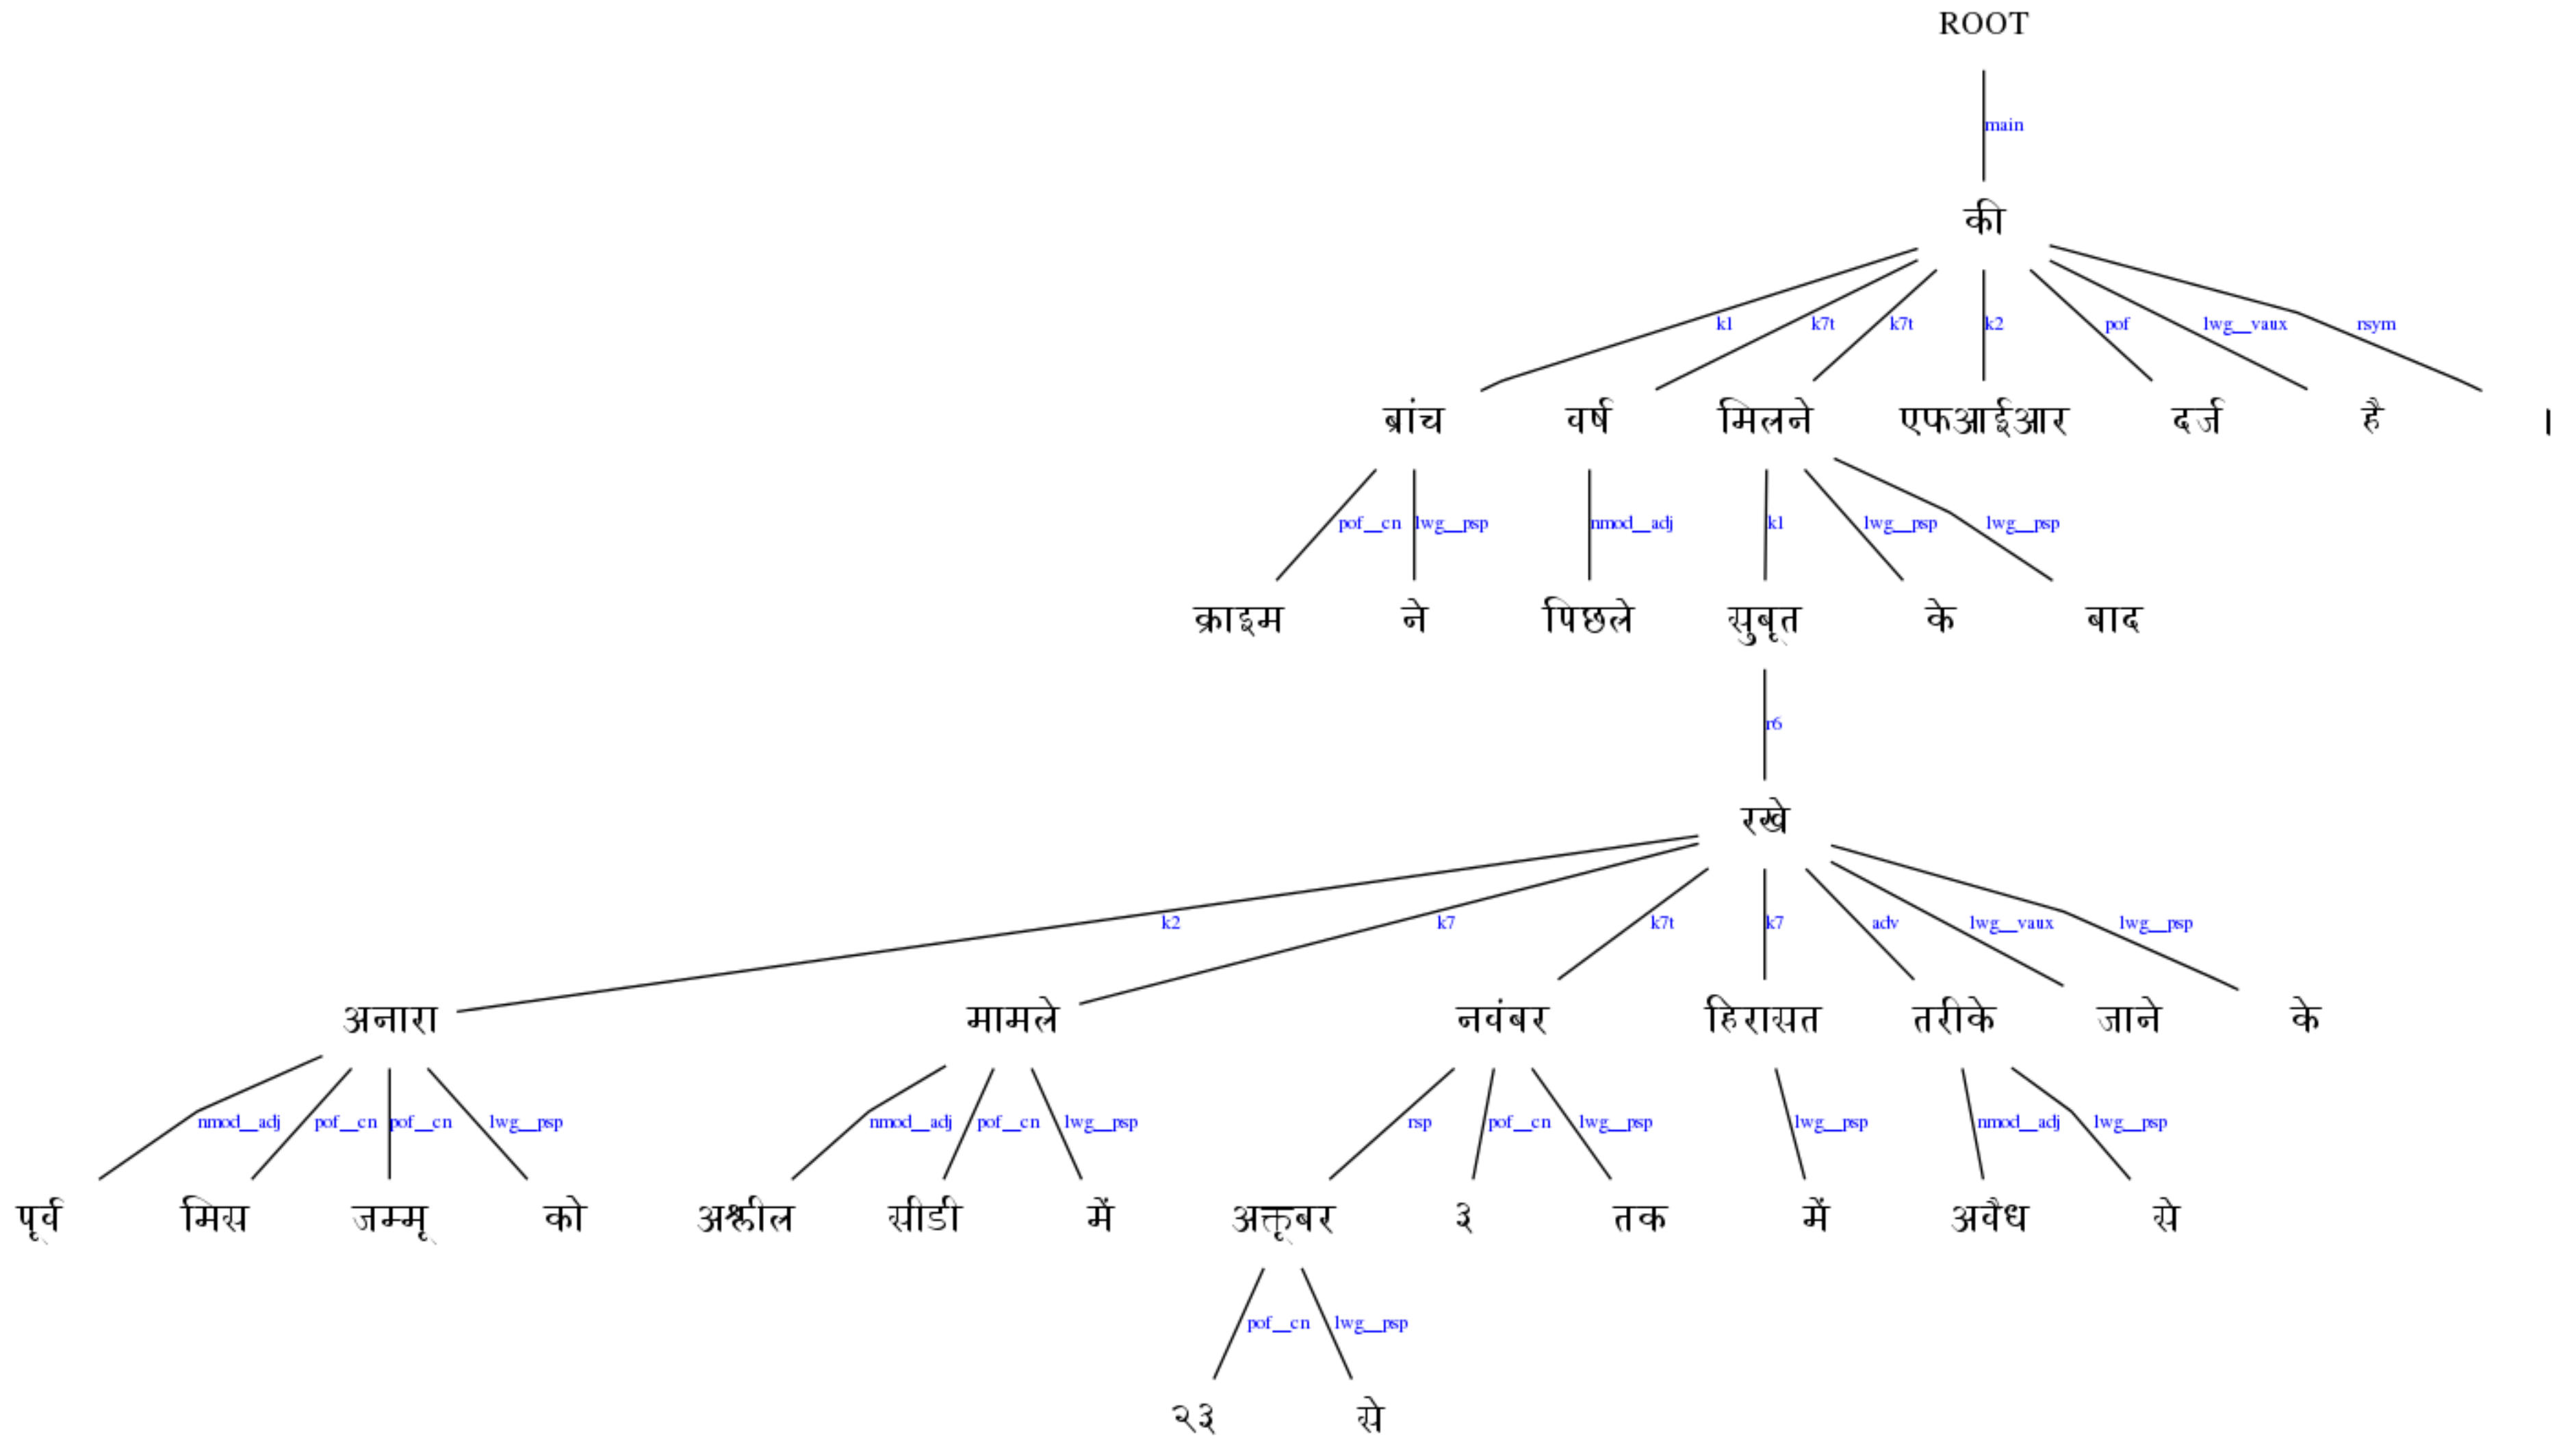 ROOT
main
की
k1 k7t k7t k2 pof lwg__vaux rsym
ब्रांच वर्ष मिलने एफआईआर दर्ज है ।
pof__cn lwg__psp nmod__adj k1 lwg__psp lwg__psp
क्राइम ने पिछले सुबूत के बाद
r6
रखे
k2 k7 k7t k7 adv lwg__vaux lwg__psp
अनारा मामले नवंबर हिरासत तरीके जाने के
nmod__adj pof__cn pof__cn lwg__psp nmod__adj pof__cn lwg__psp rsp pof__cn lwg__psp lwg__psp nmod__adj lwg__psp
पूर्व मिस जम्मू को अश्लील सीडी में अक्तूबर ३ तक में अवैध से
pof__cn lwg__psp
२३ से